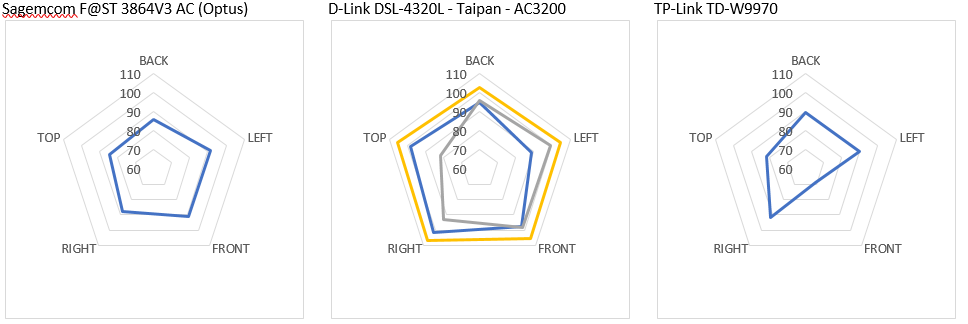 Sagemcom F@ST 3864V3 AC (Optus)
BACK
110
100
90
80
70
60
TOP
LEFT
RIGHT
FRONT
D-Link DSL-4320L - Taipan - AC3200
BACK
110
100
90
80
70
60
TOP
LEFT
RIGHT
FRONT
TP-Link TD-W9970
BACK
110
100
90
80
70
60
TOP
LEFT
RIGHT
FRONT